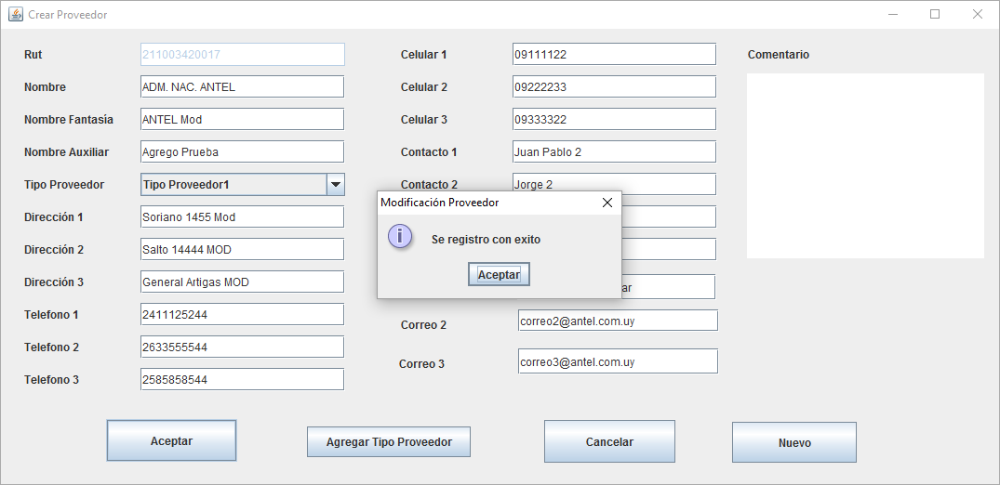 Crear Proveedor
Rut 211003420017
Nombre ADM. NAC. ANTEL
Nombre Fantasía ANTEL Mod
Nombre Auxiliar Agrego Prueba
Tipo Proveedor Tipo Proveedor1
Dirección 1 Soriano 1455 Mod
Dirección 2 Salto 14444 MOD
Dirección 3 General Artigas MOD
Telefono 1 2411125244
Telefono 2 2633555544
Telefono 3 2585858544
Celular 1 09111122
Celular 2 09222233
Celular 3 09333322
Contacto 1 Juan Pablo 2
Contacto 2 Jorge 2
Modificación Proveedor
i
Se registro con exito
Aceptar
ar
Correo 2 correo2@antel.com.uy
Correo 3 correo3@antel.com.uy
Comentario
Aceptar
Agregar Tipo Proveedor
Cancelar
Nuevo